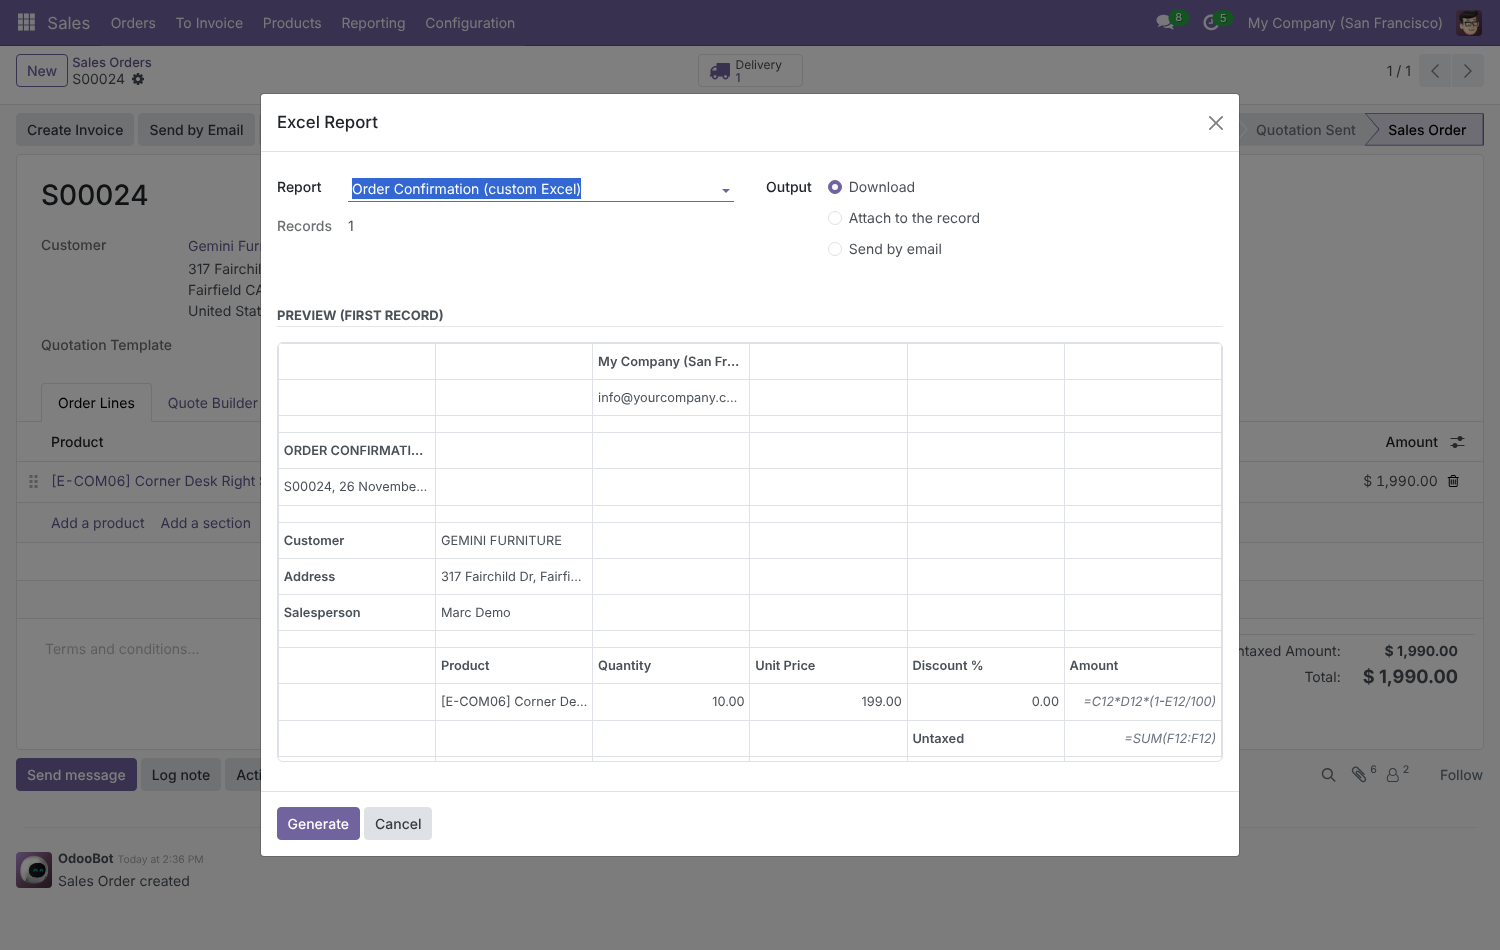 Sales Orders To Invoice Products Reporting Configuration 8 5 My Company (San Francisco)
New Sales Orders
S00024
Delivery
1
1 / 1
Create Invoice Send by Email Quotation Sent Sales Order
Excel Report
Report Order Confirmation (custom Excel)
Records 1
Output Download
Attach to the record
Send by email
S00024
Customer Gemini Fur
317 Fairchil
Fairfield CA
United Stat
Quotation Template
Order Lines Quote Builder
Product Amount
[E-COM06] Corner Desk Right $ 1,990.00
Add a product Add a section
Terms and conditions...
PREVIEW (FIRST RECORD)
My Company (San Fr...
info@yourcompany.c...
ORDER CONFIRMATI...
S00024, 26 Novembe...
Customer GEMINI FURNITURE
Address 317 Fairchild Dr, Fairfi...
Salesperson Marc Demo
Product Quantity Unit Price Discount % Amount
[E-COM06] Corner De... 10.00 199.00 0.00 =C12*D12*(1-E12/100)
Untaxed =SUM(F12:F12)
ntaxed Amount: $ 1,990.00
Total: $ 1,990.00
Generate Cancel
Send message Log note Acti 6 2 Follow
OdooBot Today at 2:36 PM
Sales Order created